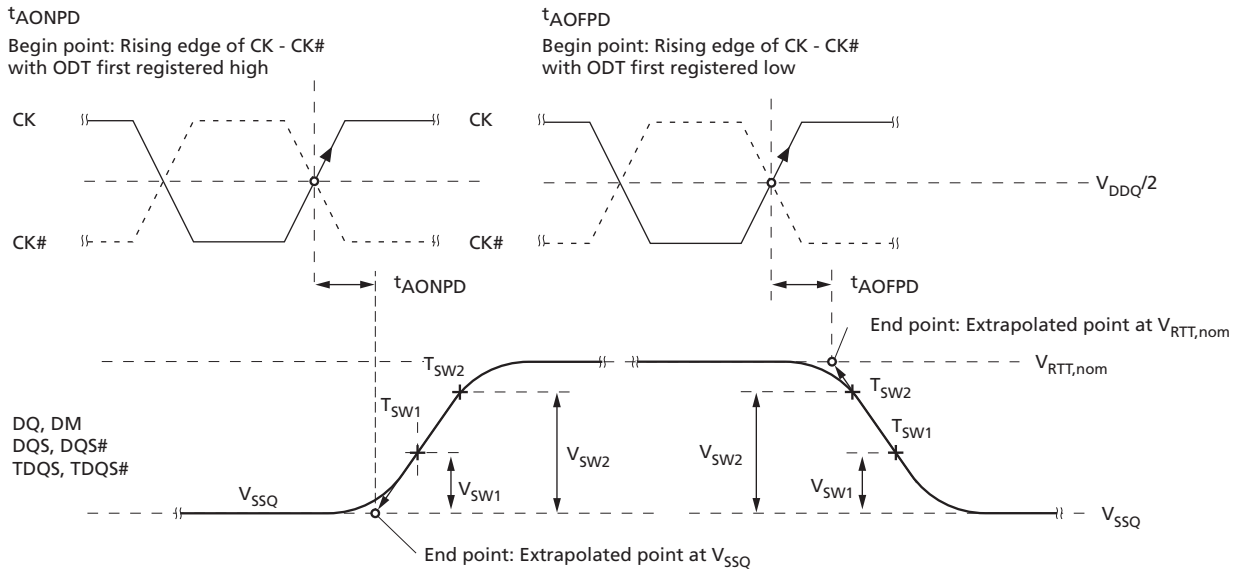 tAONPD
Begin point: Rising edge of CK - CK#
with ODT first registered high
tAOFPD
Begin point: Rising edge of CK - CK#
with ODT first registered low
CK
CK
VDDQ/2
CK#
CK#
tAONPD
tAOFPD
End point: Extrapolated point at VRTT,nom
VRTT,nom
TSW2
TSW2
TSW1
TSW1
DQ, DM
DQS, DQS#
TDQS, TDQS#
VSW2
VSW2
VSW1
VSW1
VSSQ
VSSQ
End point: Extrapolated point at VSSQ